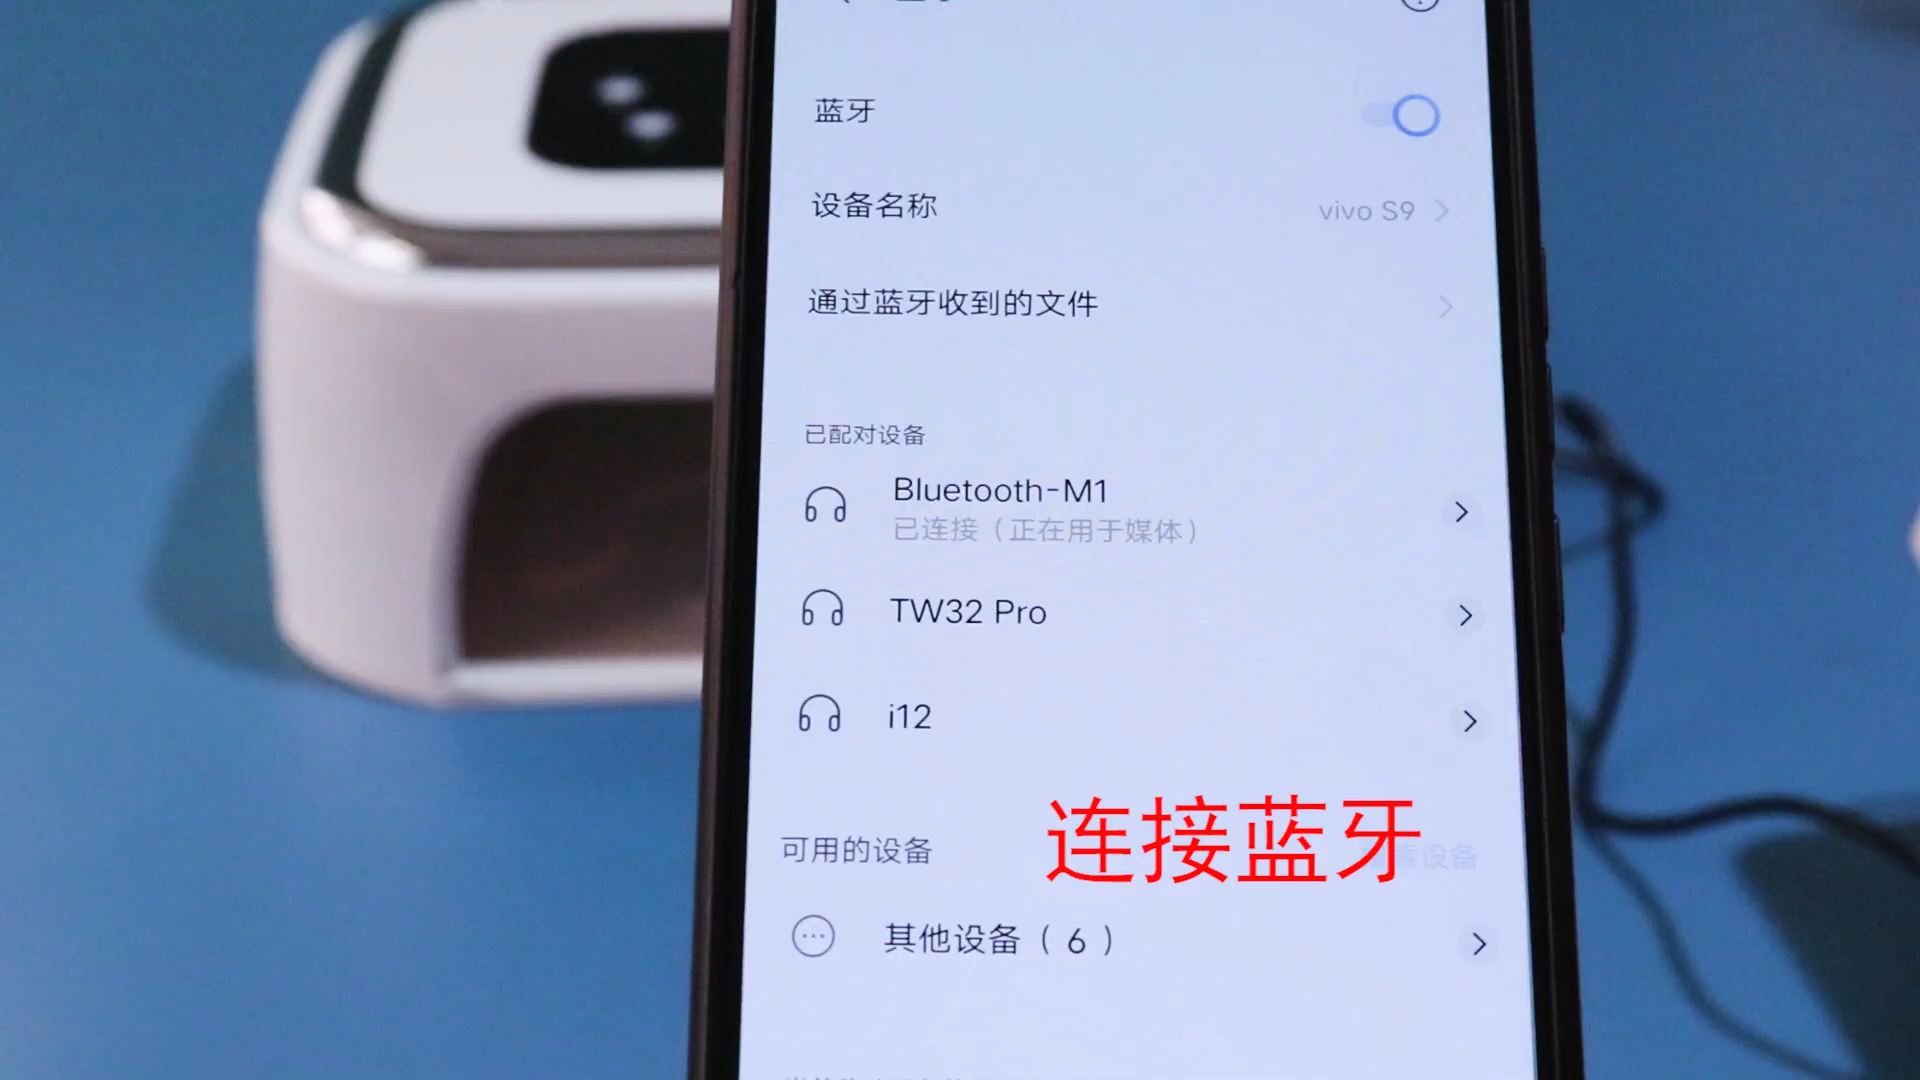 蓝牙
设备名称
vivo S9
通过蓝牙收到的文件
已配对设备
Bluetooth-M1
已连接（正在用于媒体）
TW32 Pro
i12
可用的设备
连接蓝牙
设备
其他设备（6）